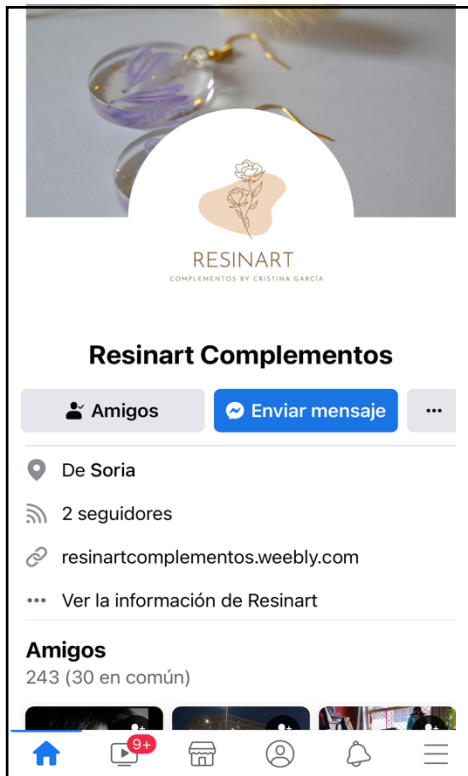 RESINART
COMPLEMENTOS BY CRISTINA GARCÍA
Resinart Complementos
Amigos
Enviar mensaje
De Soria
2 seguidores
resinartcomplementos.weebly.com
Ver la información de Resinart
Amigos
243 (30 en común)
9+